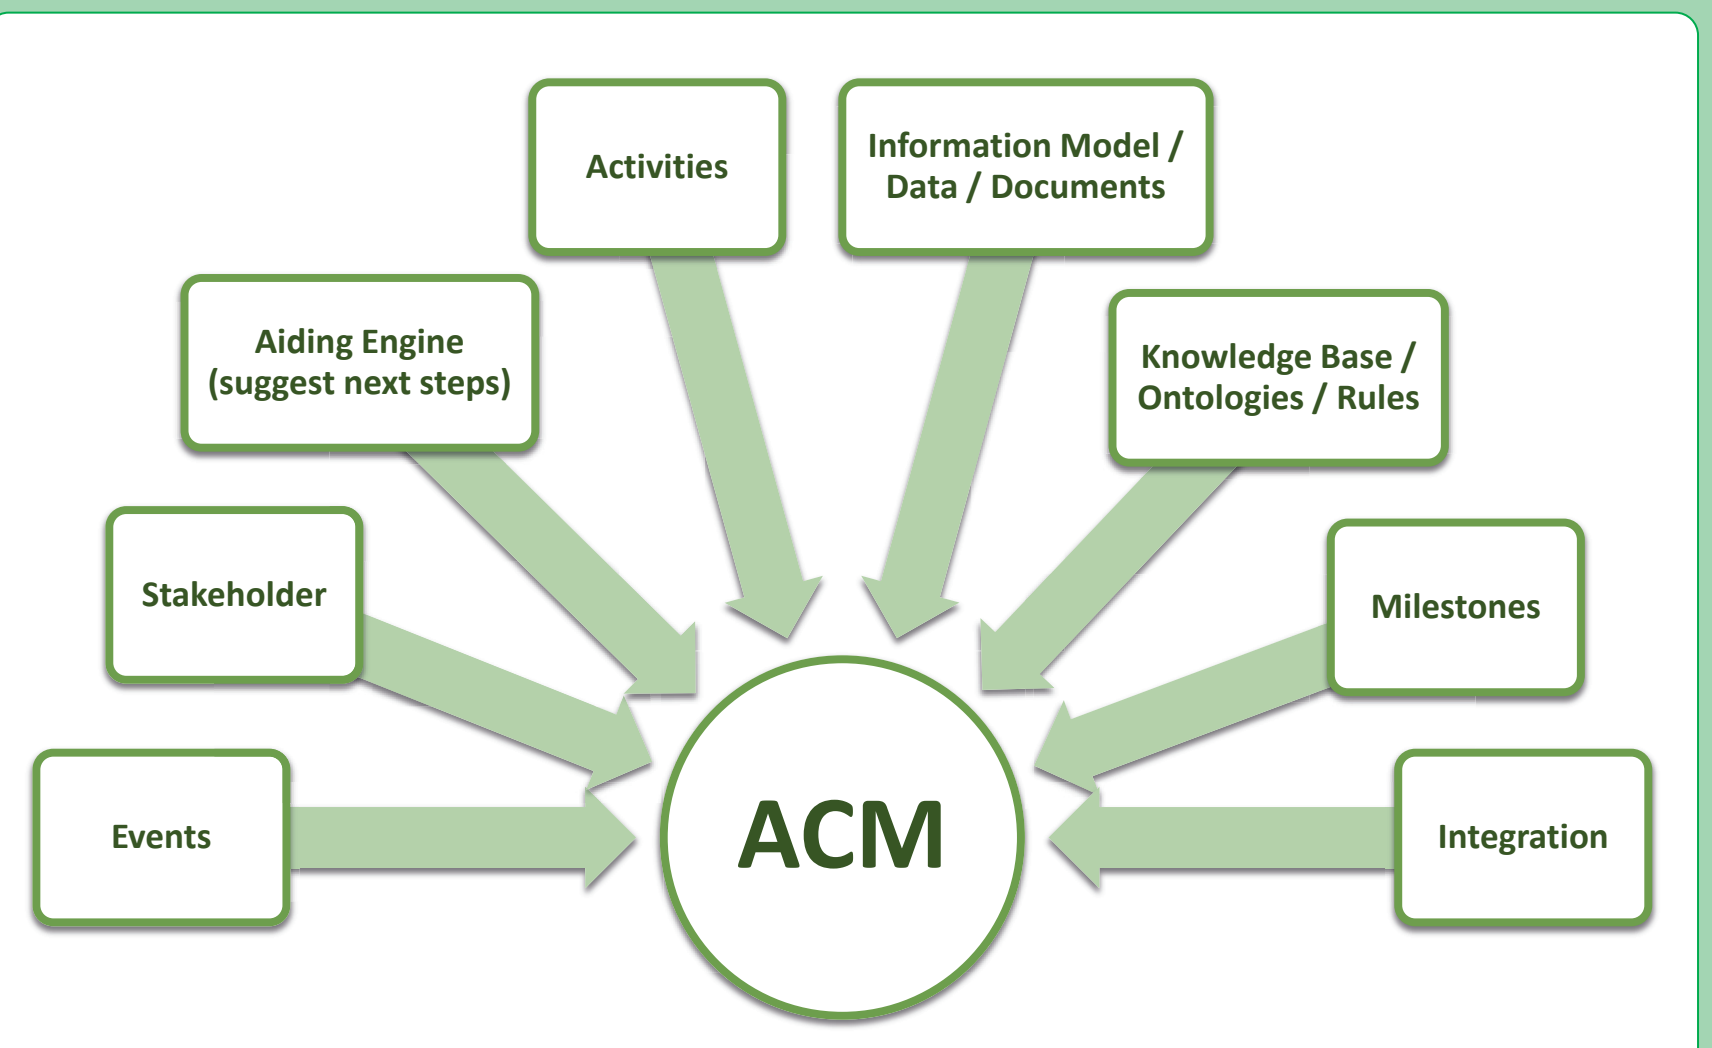 Activities
Information Model /
Data / Documents
Aiding Engine
(suggest next steps)
Knowledge Base /
Ontologies / Rules
Stakeholder
Milestones
Events
ACM
Integration